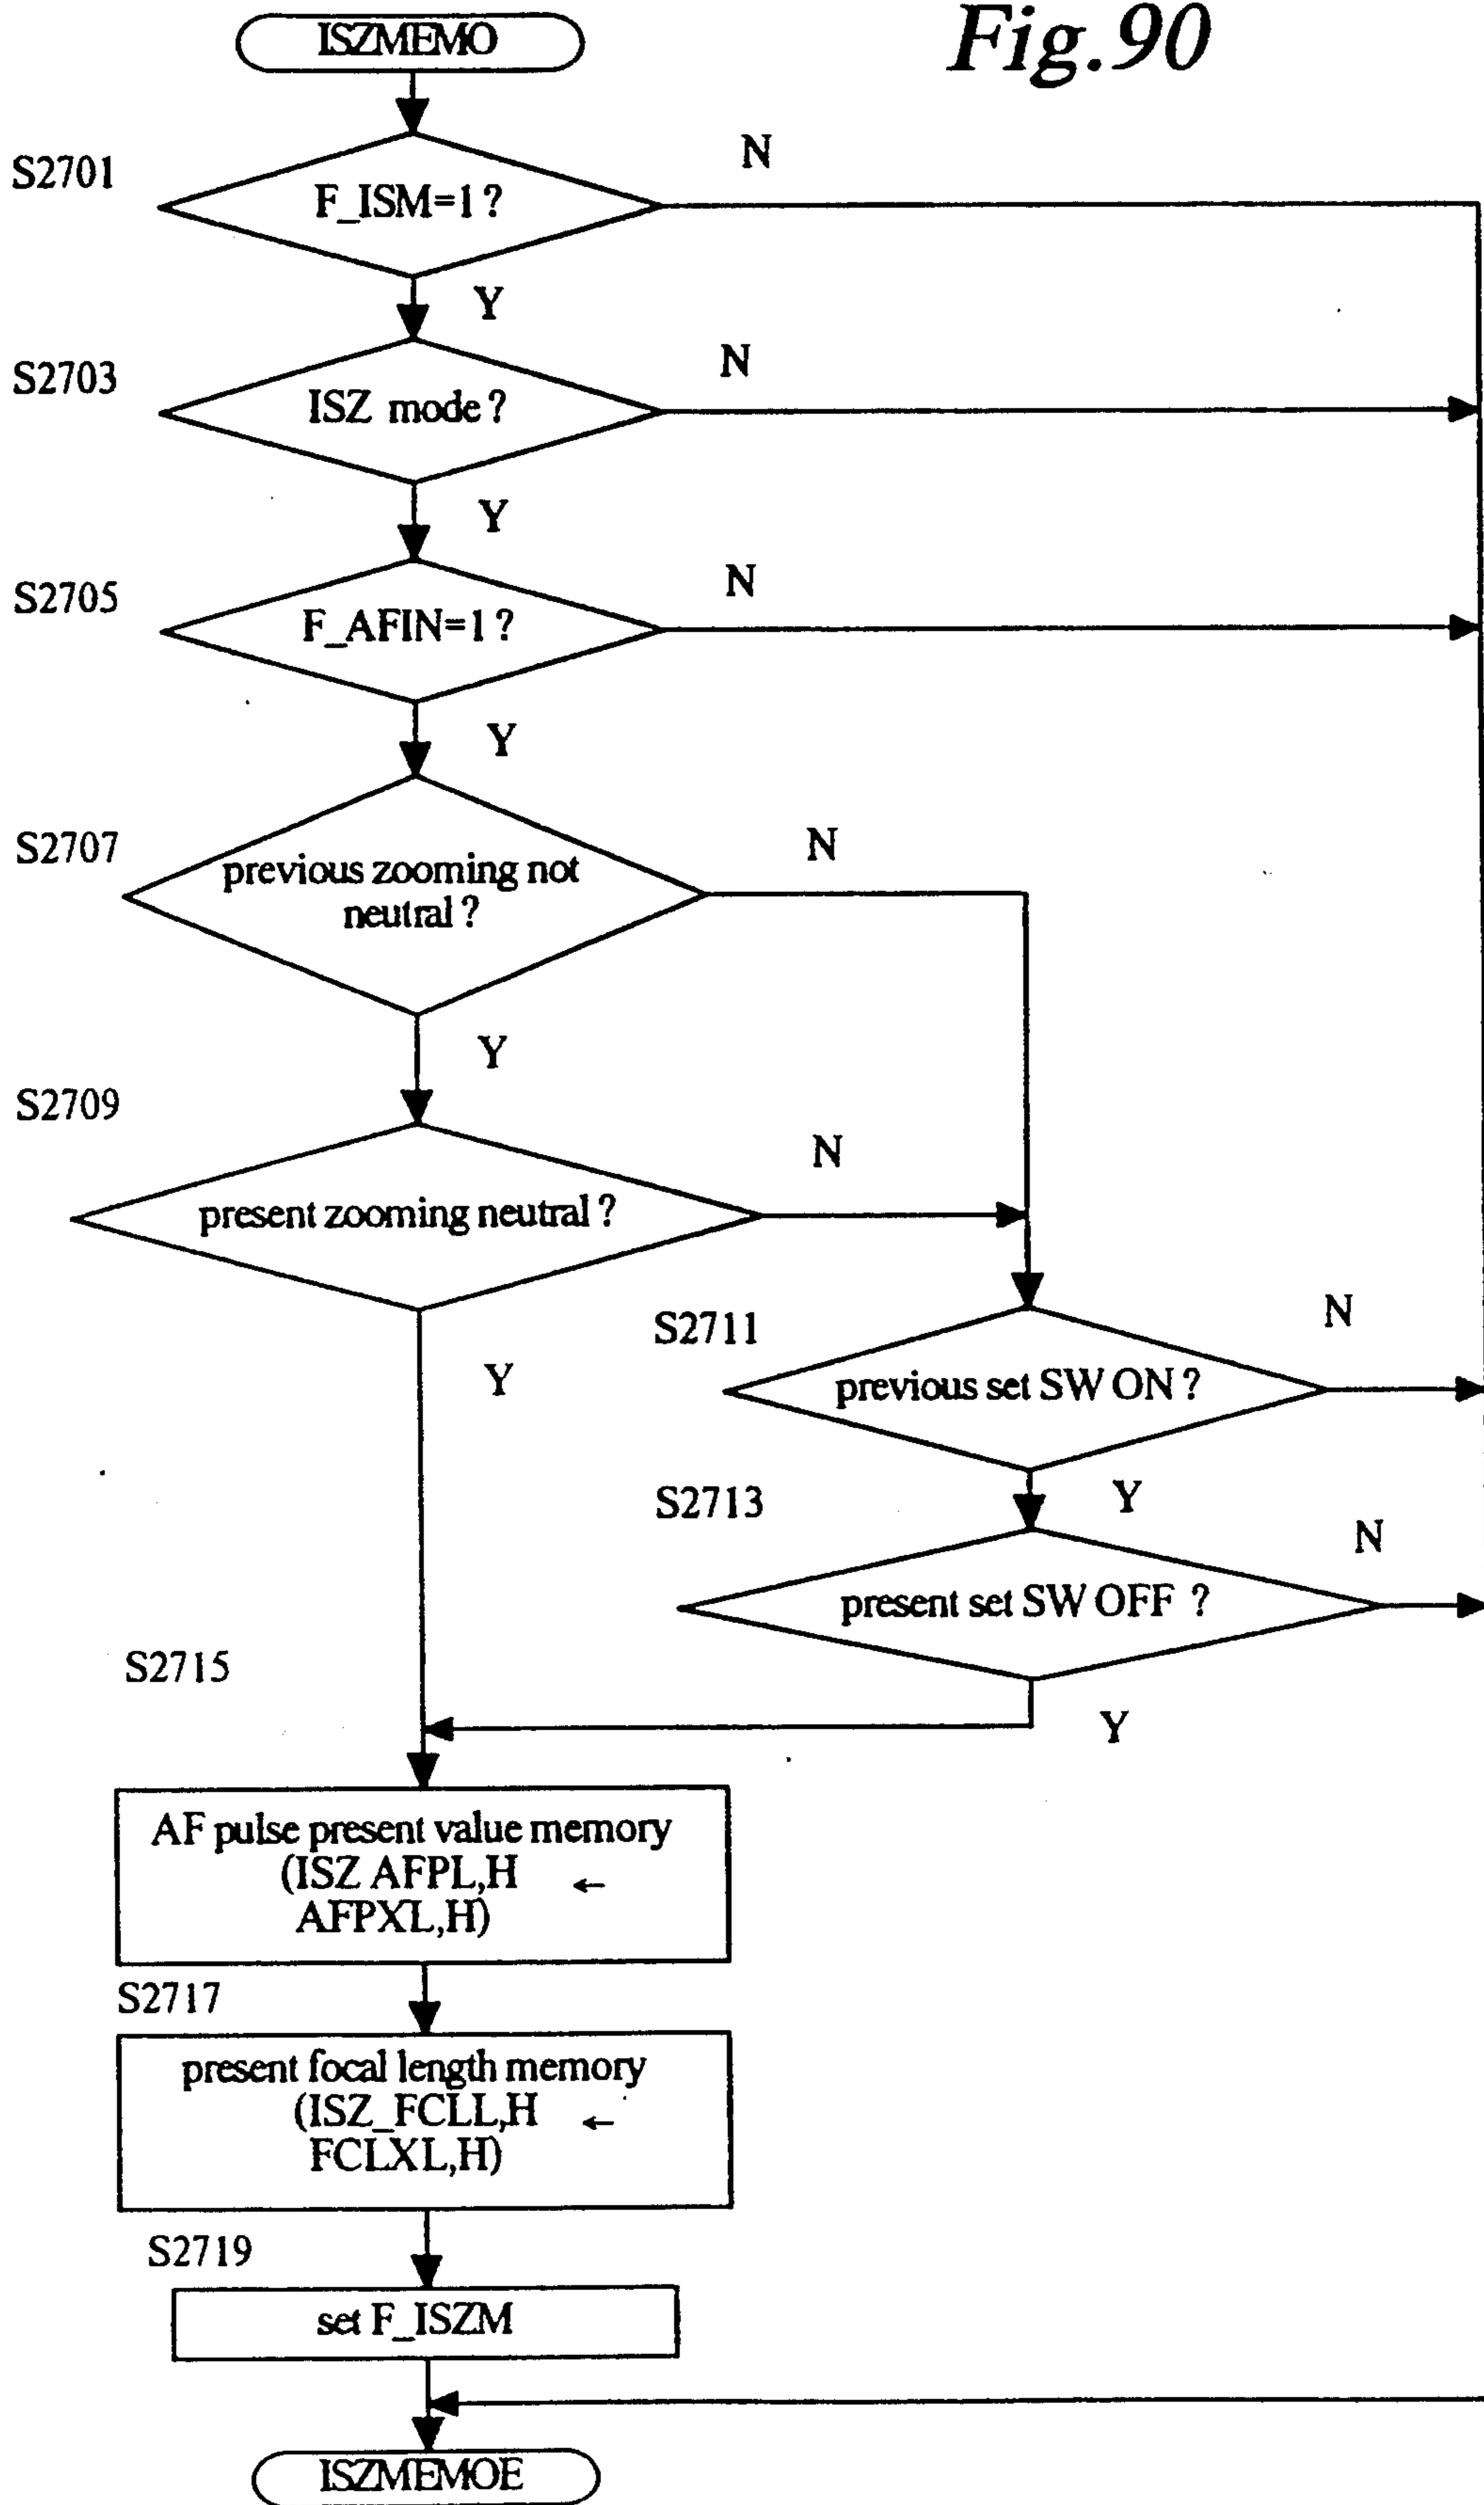 Fig.90
ISZMEMO
S2701
F_ISM=1 ?
N
Y
S2703
ISZ mode ?
N
Y
S2705
F_AFIN=1 ?
N
Y
S2707
previous zooming not
neutral ?
N
Y
S2709
present zooming neutral ?
N
Y
S2711
previous set SW ON ?
N
Y
S2713
present set SW OFF ?
N
Y
S2715
AF pulse present value memory
(ISZ AFPL,H ←
AFPXL,H)
S2717
present focal length memory
(ISZ_FCLL,H ←
FCLXL,H)
S2719
set F_ISZM
ISZMEMOE